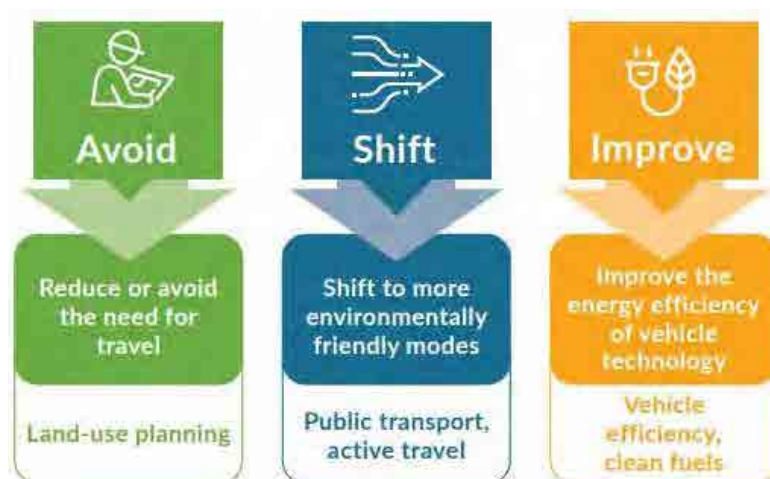 Avoid
Reduce or avoid
the need for
travel
Land-use planning
Shift
Shift to more
environmentally
friendly modes
Public transport,
active travel
Improve
Improve the
energy efficiency
of vehicle
technology
Vehicle
efficiency,
clean fuels